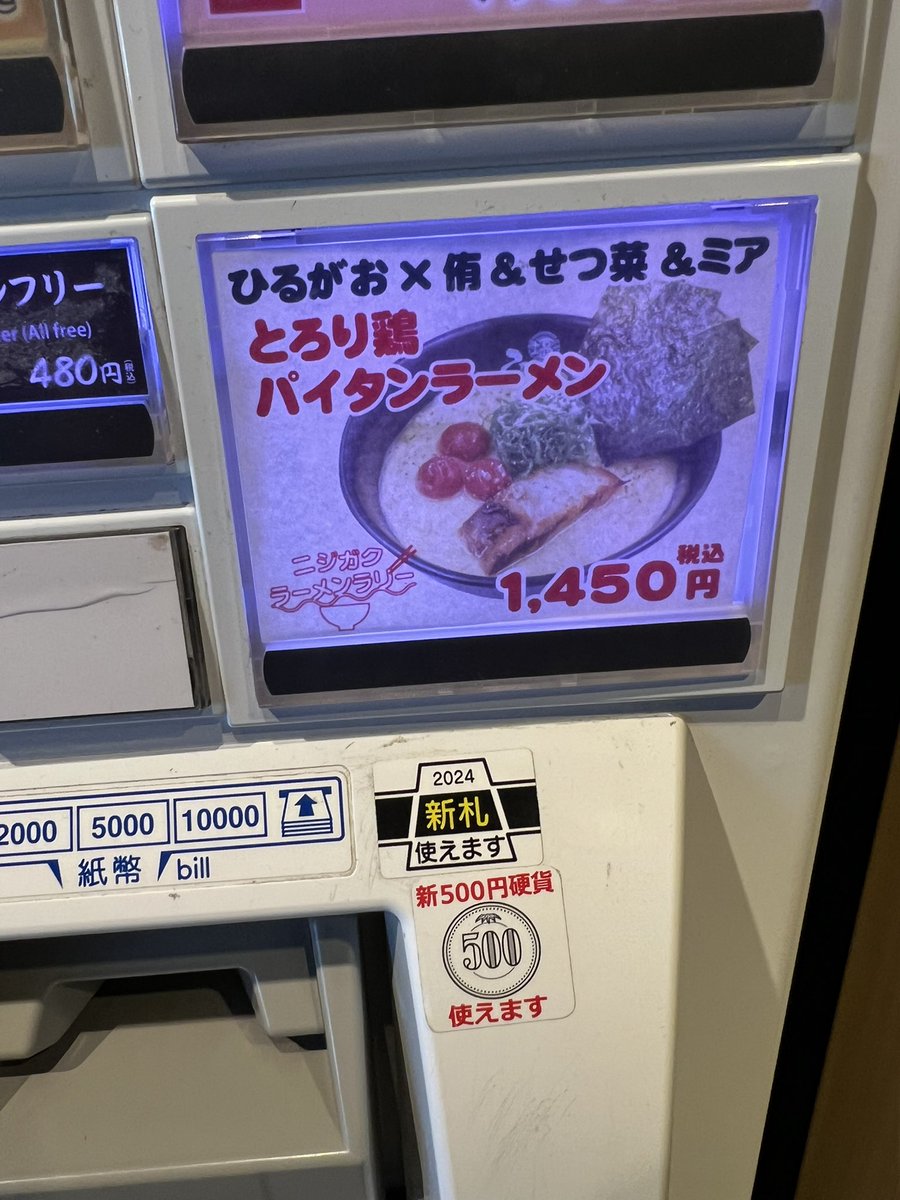 ひるがお×侑&せつ菜&ミア
とろり鶏
パイタンラーメン
ニジガク
ラーメンラリー
税込
1,450円
フリー
(All free)
480円(税込)
2000 5000 10000
紙幣 bill
2024
新札
使えます
新500円硬貨
500
使えます